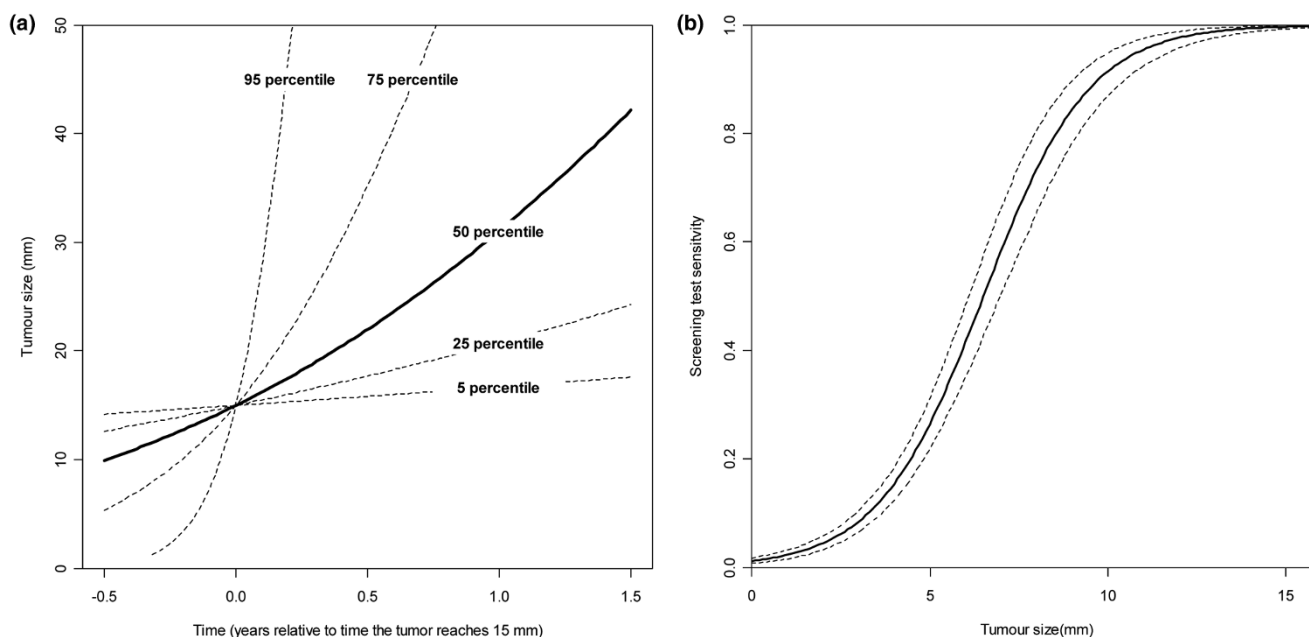 (a)
50
40
30
20
10
0
Tumour size (mm)
95 percentile
75 percentile
50 percentile
25 percentile
5 percentile
-0.5
0.0
0.5
1.0
1.5
Time (years relative to time the tumor reaches 15 mm)
(b)
1.0
0.8
0.6
0.4
0.2
0.0
Screening test sensitvity
0
5
10
15
Tumour size(mm)